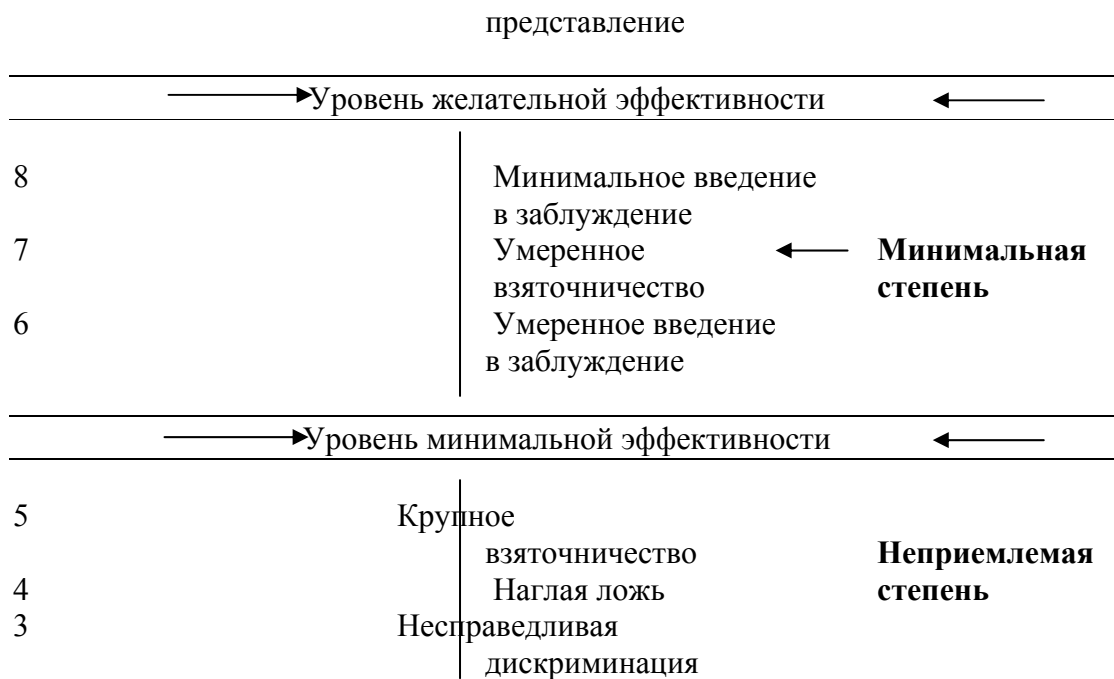 представление
Уровень желательной эффективности
8 Минимальное введение
в заблуждение
7 Умеренное Минимальная
взяточничество степень
6 Умеренное введение
в заблуждение
Уровень минимальной эффективности
5 Крупное
взяточничество Неприемлемая
4 Наглая ложь степень
3 Несправедливая
дискриминация